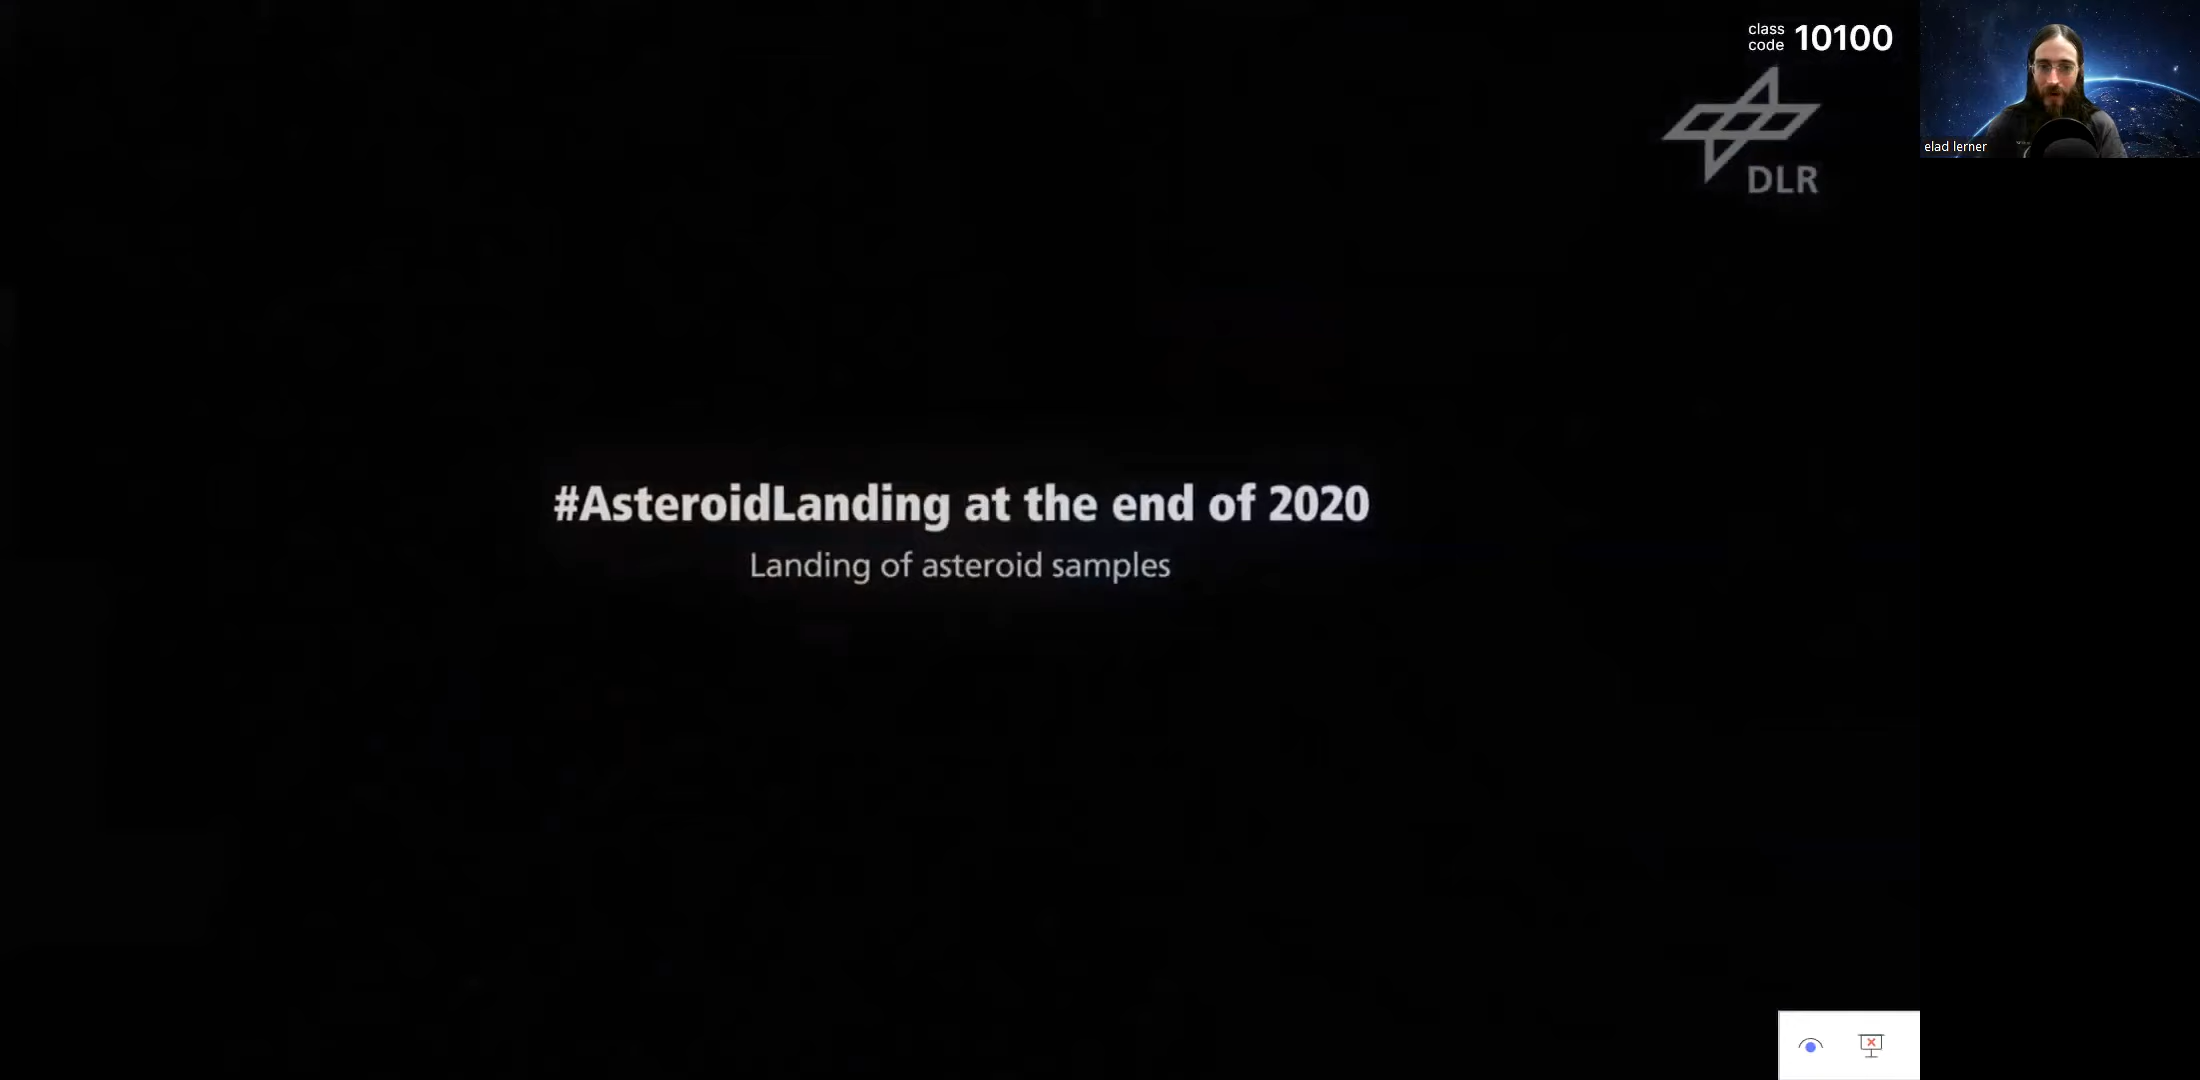 class
code 10100
elad lerner
DLR
#AsteroidLanding at the end of 2020
Landing of asteroid samples